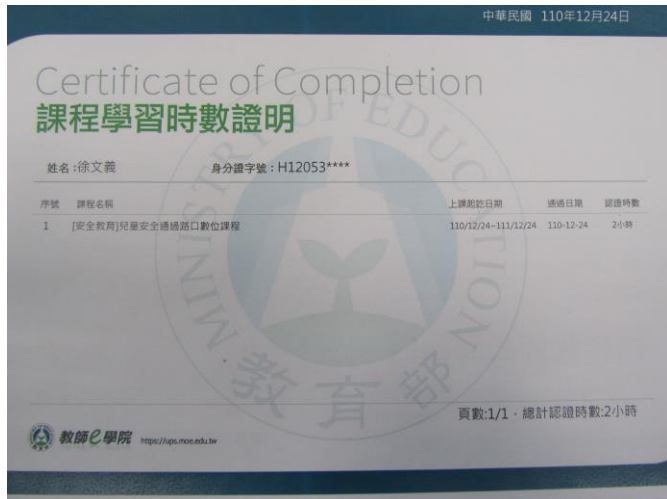 中華民國 110年12月24日
Certificate of Completion
課程學習時數證明
姓名:徐文義 身分證字號:H12053****
序號 課程名稱 上課起訖日期 通過日期 認證時數
1 [安全教育]兒童安全通過路口數位課程 110/12/24~111/12/24 110-12-24 2小時
MINISTRY OF EDUCATION
教育部
頁數:1/1,總計認證時數:2小時
教師e學院 https://ups.moe.edu.tw